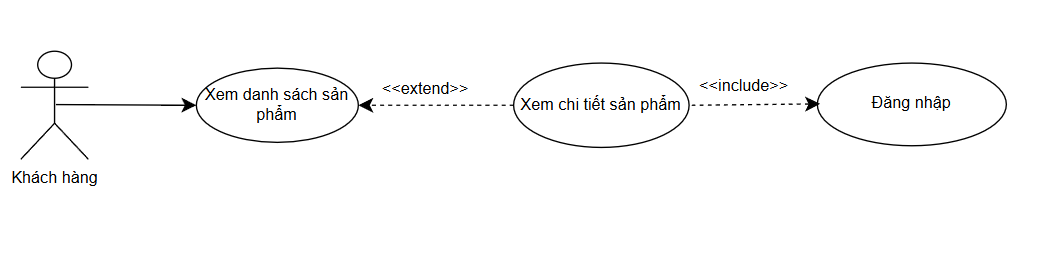 Khách hàng
Xem danh sách sản
phẩm
<<extend>>
Xem chi tiết sản phẩm
<<include>>
Đăng nhập